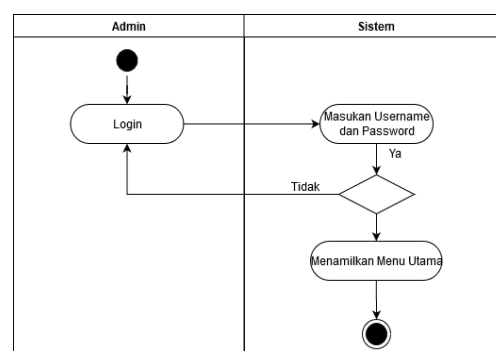 Admin
Sistem
Login
Masukan Username
dan Password
Ya
Tidak
Menamilkan Menu Utama